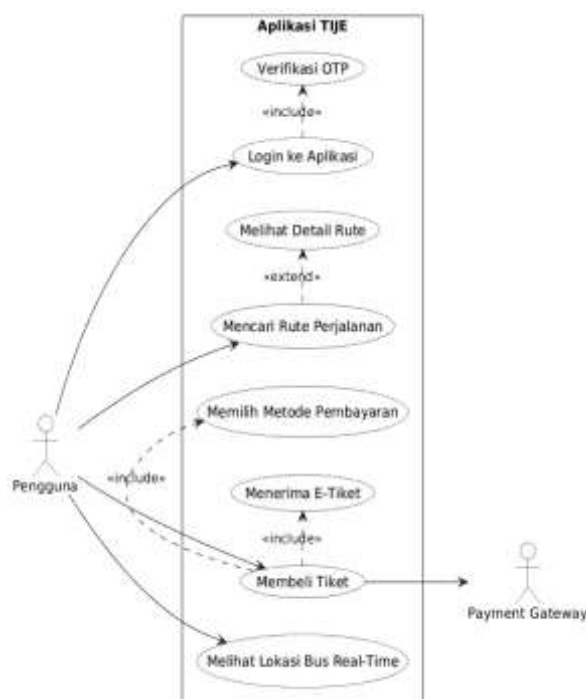 Aplikasi TIJE
Verifikasi OTP
«include»
Login ke Aplikasi
Melihat Detail Rute
«extend»
Mencari Rute Perjalanan
Memilih Metode Pembayaran
«include»
Pengguna
Menerima E-Tiket
«include»
Membeli Tiket
Payment Gateway
Melihat Lokasi Bus Real-Time